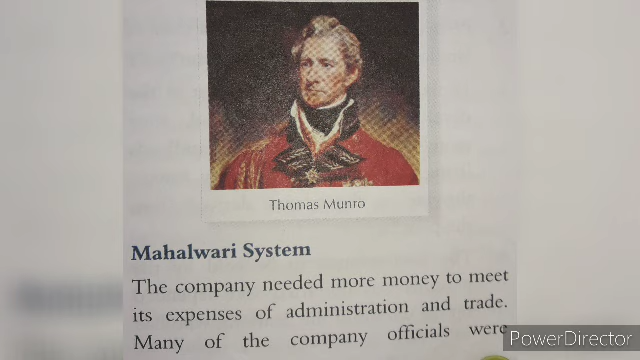 Thomas Munro
Mahalwari System
The company needed more money to meet
its expenses of administration and trade.
Many of the company officials were
PowerDirector